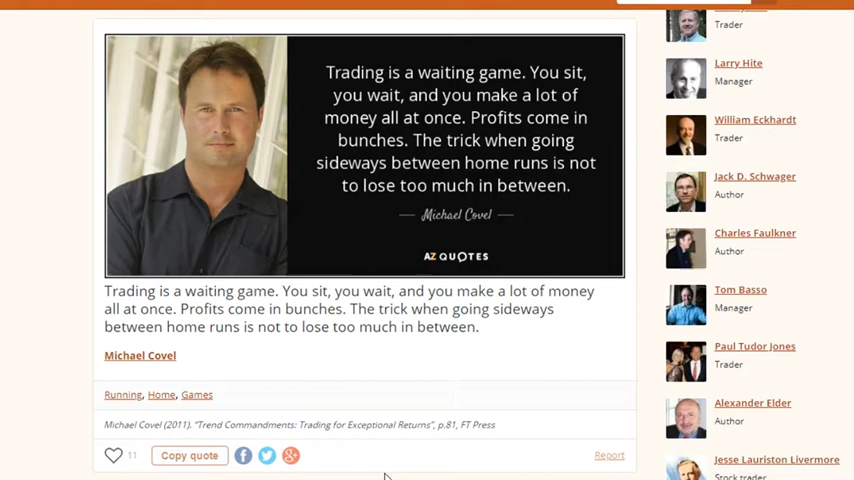 Trader
Trading is a waiting game. You sit,
you wait, and you make a lot of
money all at once. Profits come in
bunches. The trick when going
sideways between home runs is not
to lose too much in between.
Michael Covel
AZ QUOTES
Trading is a waiting game. You sit, you wait, and you make a lot of money
all at once. Profits come in bunches. The trick when going sideways
between home runs is not to lose too much in between.
Michael Covel
Running, Home, Games
Michael Covel (2011). “Trend Commandments: Trading for Exceptional Returns”, p.81, FT Press
11
Copy quote
Report
Larry Hite
Manager
William Eckhardt
Trader
Jack D. Schwager
Author
Charles Faulkner
Author
Tom Basso
Manager
Paul Tudor Jones
Trader
Alexander Elder
Author
Jesse Lauriston Livermore
Stock trader